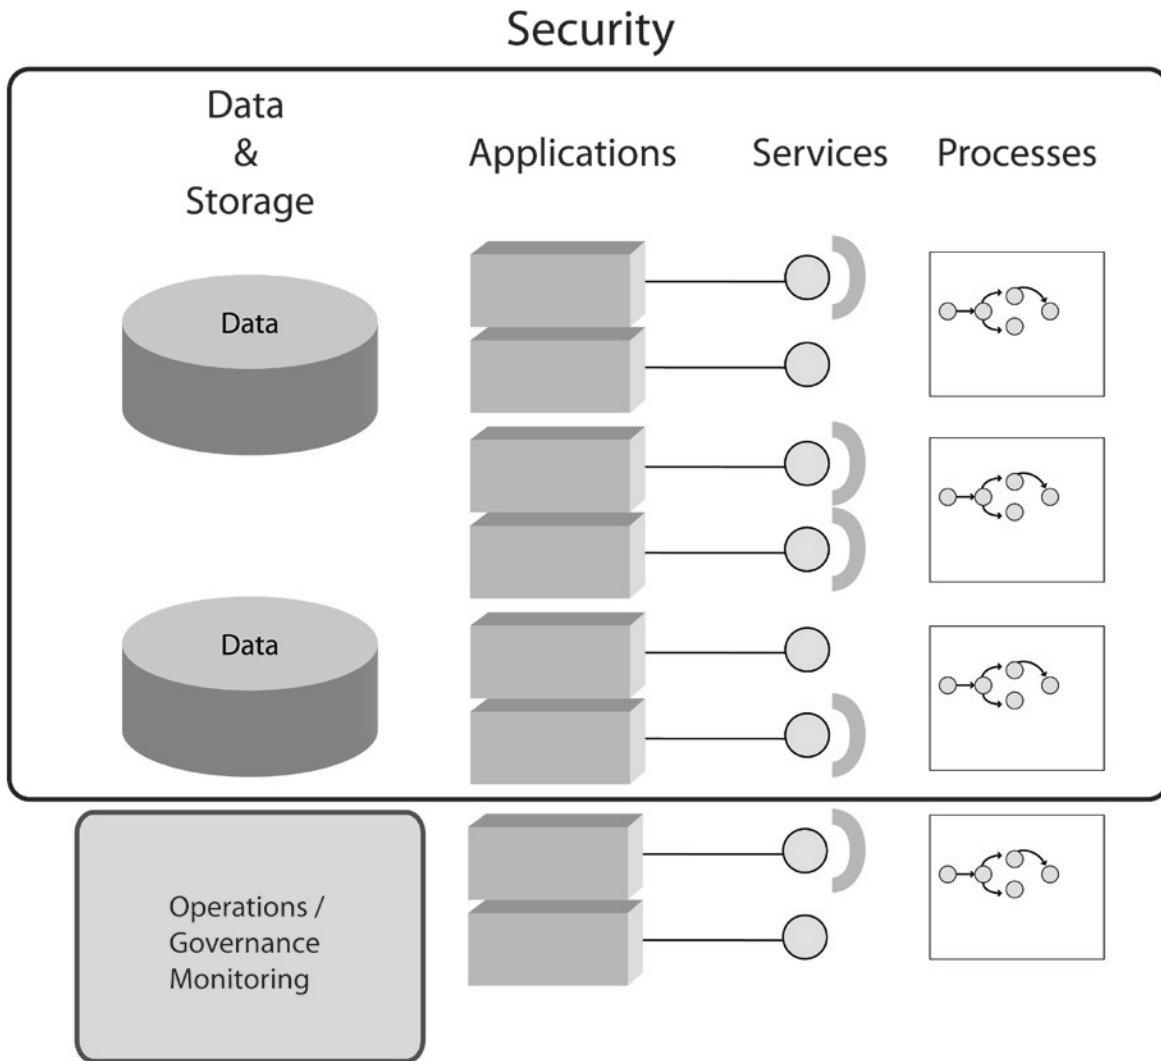 Security
Data
&
Storage
Applications
Services
Processes
Data
Data
Operations /
Governance
Monitoring